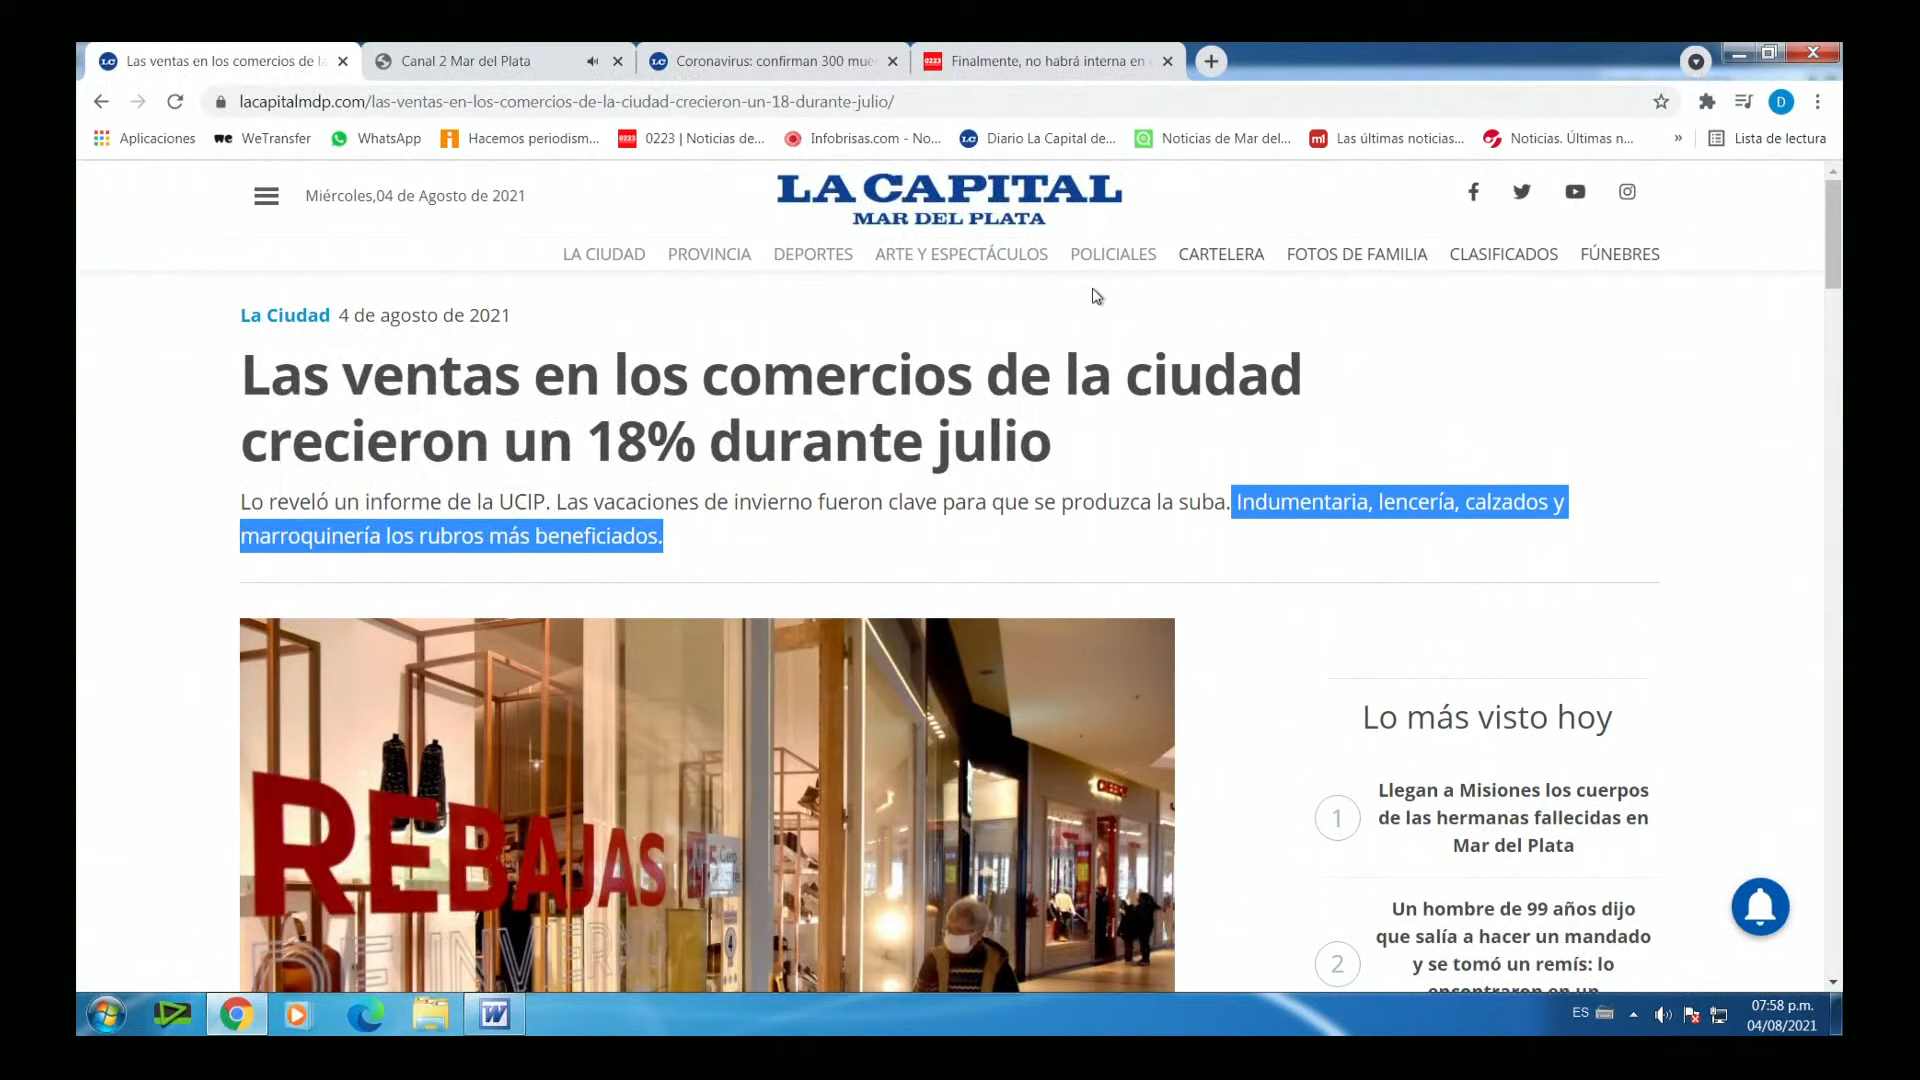 Las ventas en los comercios de la
Canal 2 Mar del Plata
Coronavirus: confirman 300 mue
Finalmente, no habrá interna en
lacapitalmdp.com/las-ventas-en-los-comercios-de-la-ciudad-crecieron-un-18-durante-julio/
D
Aplicaciones
WeTransfer
WhatsApp
Hacemos periodism...
0223 | Noticias de...
Infobrisas.com - No...
Diario La Capital de...
Noticias de Mar del...
Las últimas noticias...
Noticias. Últimas n...
»
Lista de lectura
Miércoles,04 de Agosto de 2021
LA CAPITAL
MAR DEL PLATA
LA CIUDAD PROVINCIA DEPORTES ARTE Y ESPECTÁCULOS POLICIALES CARTELERA FOTOS DE FAMILIA CLASIFICADOS FÚNEBRES
La Ciudad 4 de agosto de 2021
Las ventas en los comercios de la ciudad
crecieron un 18% durante julio
Lo reveló un informe de la UCIP. Las vacaciones de invierno fueron clave para que se produzca la suba. Indumentaria, lencería, calzados y
marroquinería los rubros más beneficiados.
REBAJAS
DE INVIERN
Lo más visto hoy
1
Llegan a Misiones los cuerpos
de las hermanas fallecidas en
Mar del Plata
2
Un hombre de 99 años dijo
que salía a hacer un mandado
y se tomó un remís: lo
encontraron en un
ES
07:58 p.m.
04/08/2021